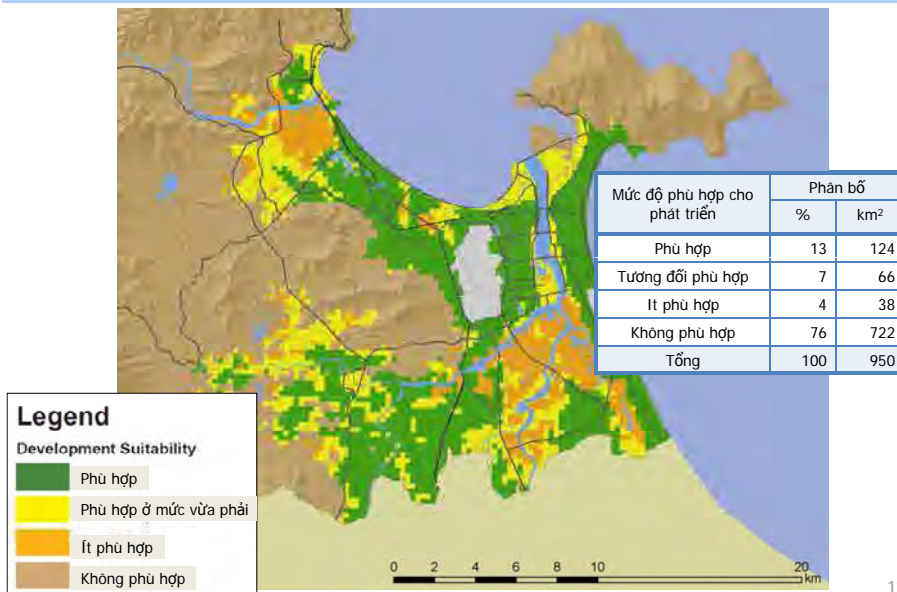 Mức độ phù hợp cho phát triển
Phân bố
% km²
Phù hợp 13 124
Tương đối phù hợp 7 66
It phù hợp 4 38
Không phù hợp 76 722
Tổng 100 950
Legend
Development Suitability
Phù hợp
Phù hợp ở mức vừa phải
Ít phù hợp
Không phù hợp
0 2 4 6 8 10 20
km
1